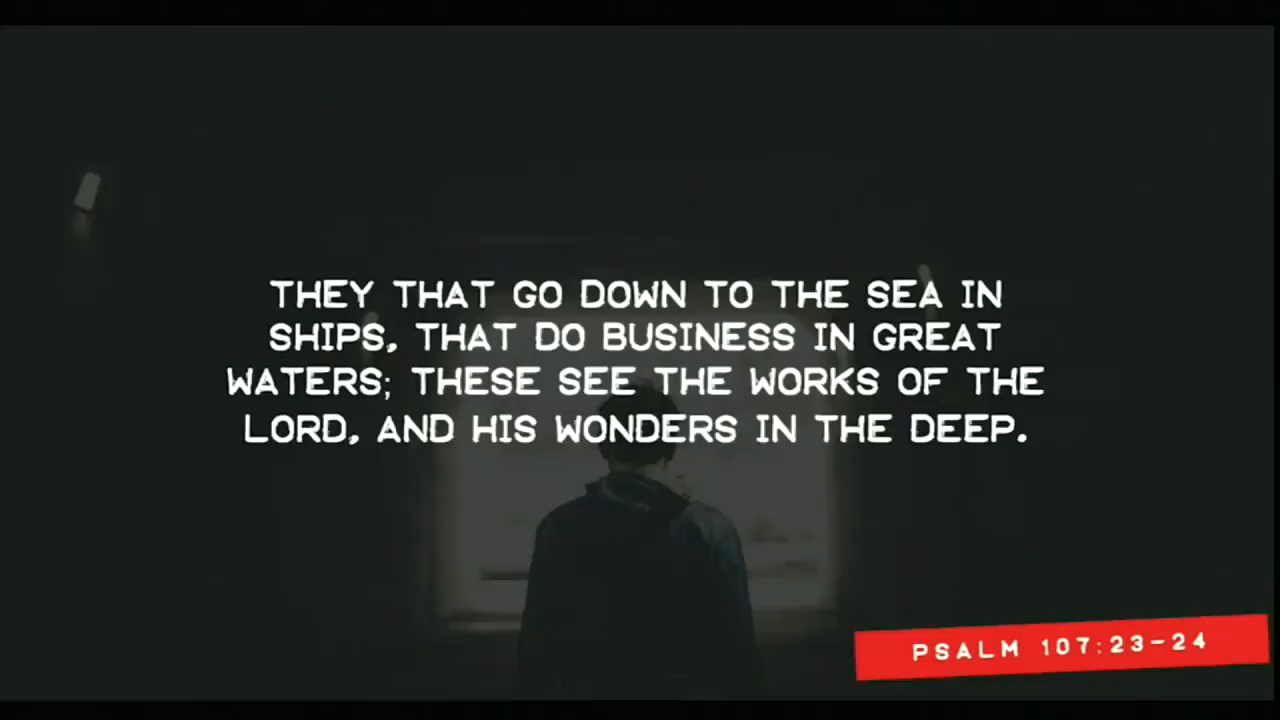 THEY THAT GO DOWN TO THE SEA IN
SHIPS, THAT DO BUSINESS IN GREAT
WATERS; THESE SEE THE WORKS OF THE
LORD, AND HIS WONDERS IN THE DEEP.
PSALM 107:23-24